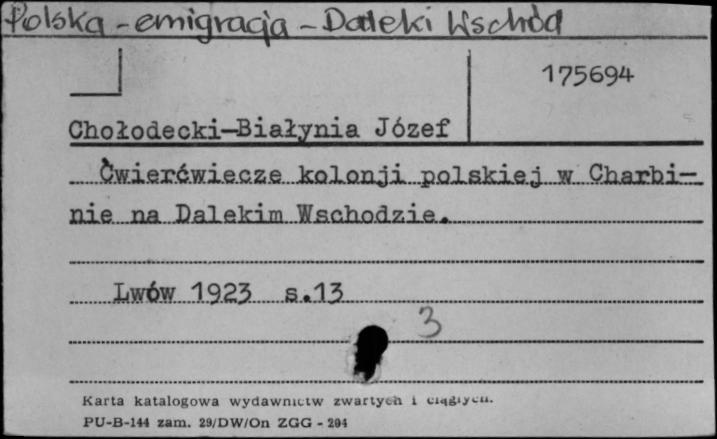 Polska - emigracja - Daleki Wschód
175694
Chołodecki-Białynia Józef
Ćwierćwiecze kolonji polskiej w Charbi-
nie na Dalekim Wschodzie.
Lwów 1923 s.13
3
Karta katalogowa wydawnictw zwartych i ciągłych.
PU-B-144 zam. 29/DW/On ZGG - 204